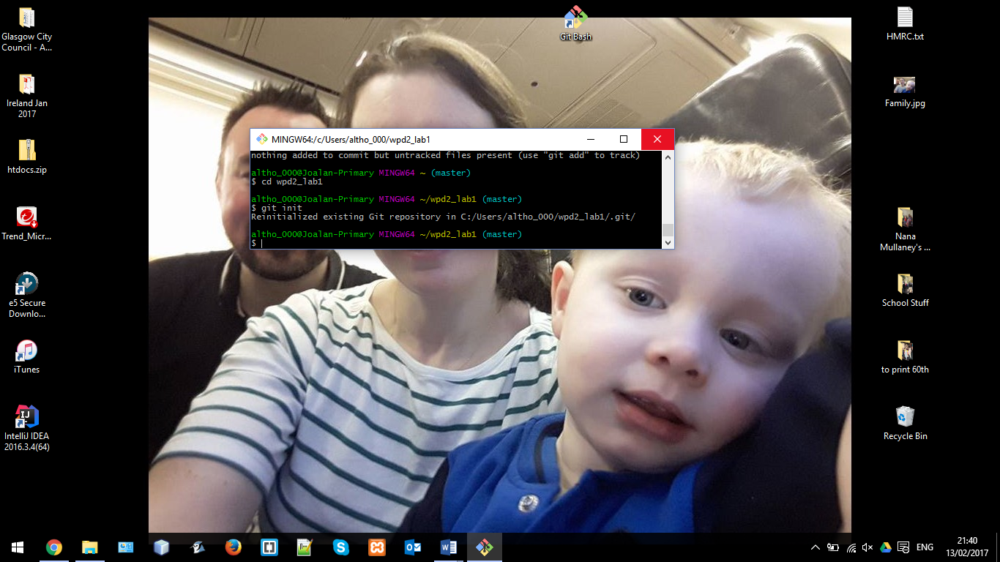 Glasgow City
Council - A...
Ireland Jan
2017
htdocs.zip
Trend_Micr...
e5 Secure
Downlo...
iTunes
IJ
IntelliJ IDEA
2016.3.4(64)
Git Bash
MINGW64:/c/Users/altho_000/wpd2_lab1
nothing added to commit but untracked files present (use "git add" to track)
altho_000@Joalan-Primary MINGW64 ~ (master)
$ cd wpd2_lab1
altho_000@Joalan-Primary MINGW64 ~/wpd2_lab1 (master)
$ git init
Reinitialized existing Git repository in C:/Users/altho_000/wpd2_lab1/.git/
altho_000@Joalan-Primary MINGW64 ~/wpd2_lab1 (master)
$
HMRC.txt
Family.jpg
Nana
Mullaney's ...
School Stuff
to print 60th
Recycle Bin
ENG
21:40
13/02/2017